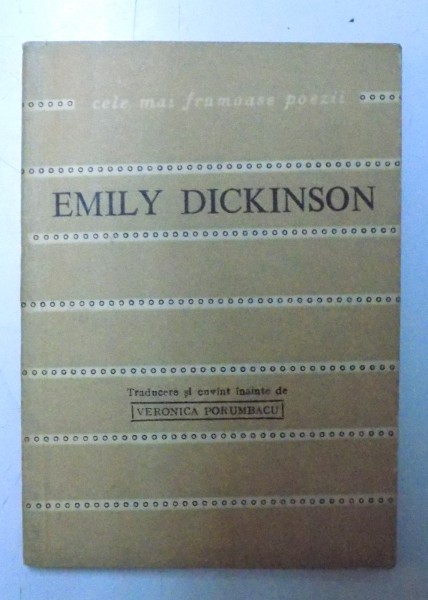 cele mai frumoase poezii
EMILY DICKINSON
Traducere și cuvînt înainte de
VERONICA PORUMBACU